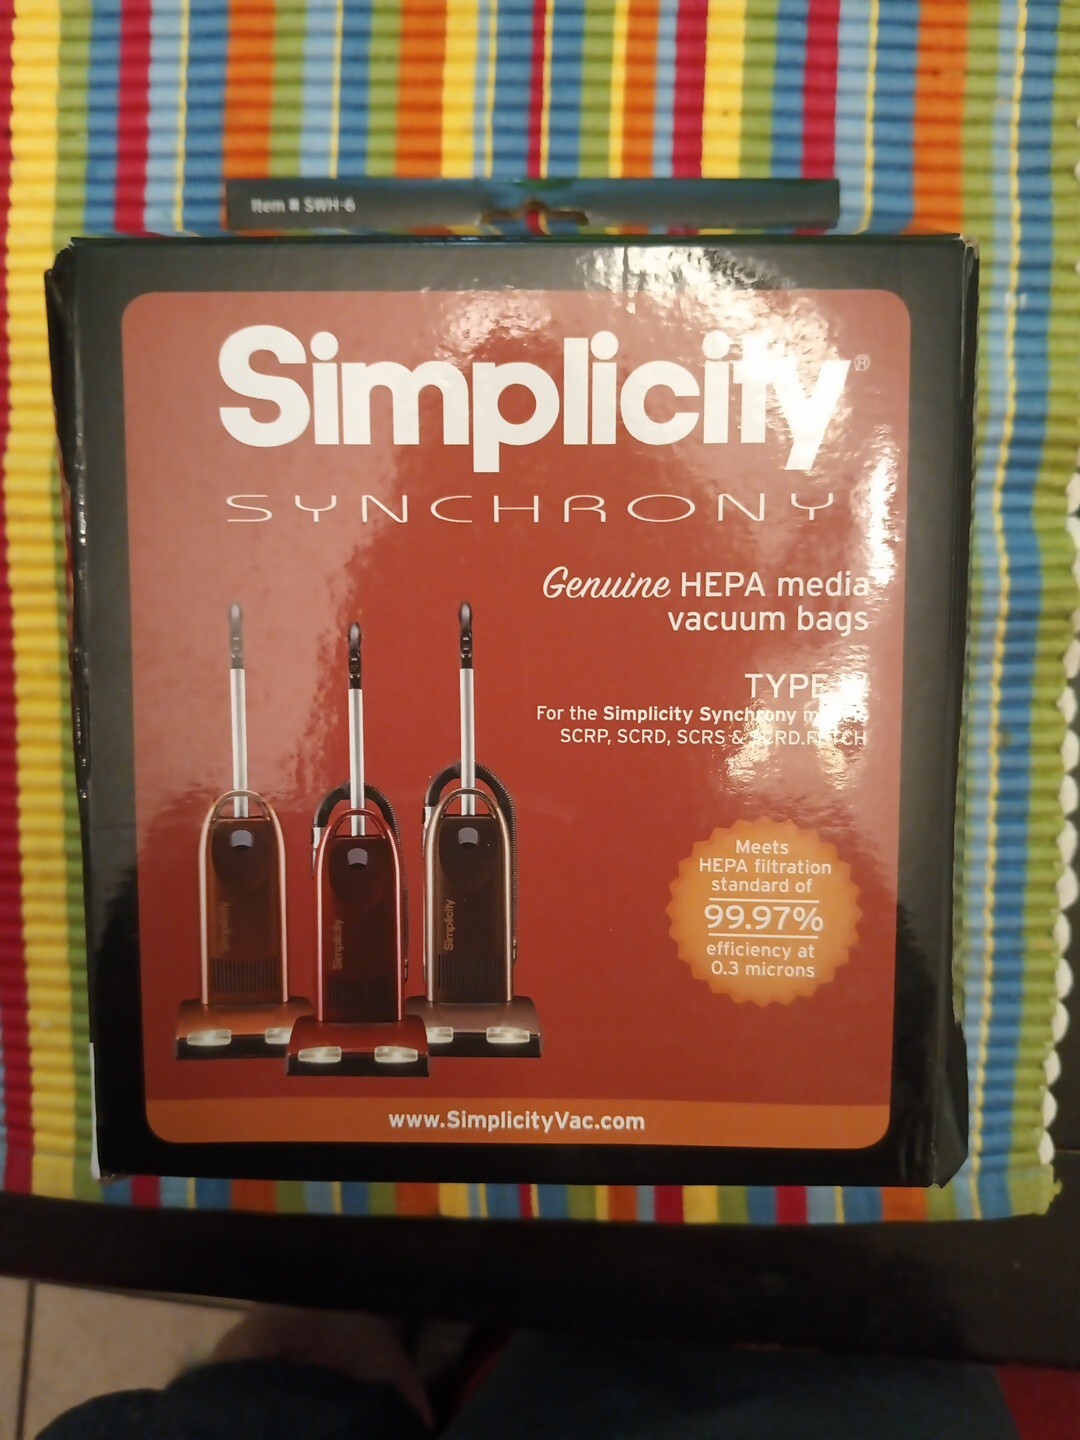 Item # SWH-6
Simplicity®
SYNCHRONY
Genuine HEPA media
vacuum bags
TYPE
For the Simplicity Synchrony
SCRP, SCRD, SCRS &
Meets
HEPA filtration
standard of
99.97%
efficiency at
0.3 microns
Simplicity
Simplicity
Simplicity
www.SimplicityVac.com